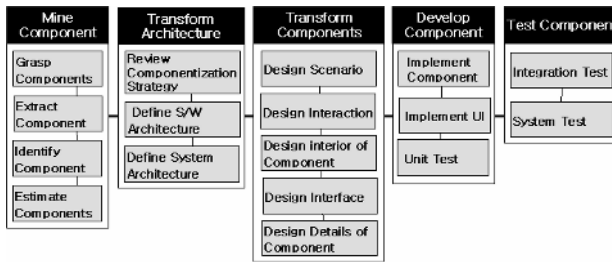 Mine
Component
Grasp
Components
Extract
Component
Identify
Component
Estimate
Components
Transform
Architecture
Review
Componentization
Strategy
Define S/W
Architecture
Define System
Architecture
Transform
Components
Design Scenario
Design Interaction
Design interior of
Component
Design Interface
Design Details of
Component
Develop
Component
Implement
Component
Implement UI
Unit Test
Test Component
Integration Test
System Test